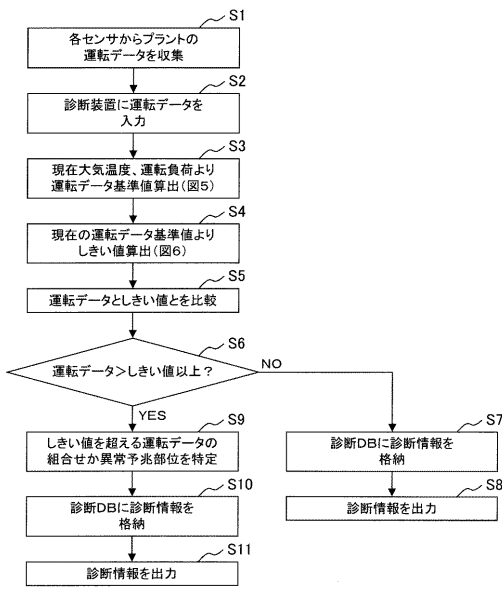 S1
各センサからプラントの
運転データを収集
S2
診断装置に運転データを
入力
S3
現在大気温度、運転負荷より
運転データ基準値算出(図5)
S4
現在の運転データ基準値より
しきい値算出(図6)
S5
運転データとしきい値とを比較
S6
運転データ>しきい値以上?
NO
YES
S9
しきい値を超える運転データの
組合せか異常予兆部位を特定
S10
診断DBに診断情報を
格納
S11
診断情報を出力
S7
診断DBに診断情報を
格納
S8
診断情報を出力